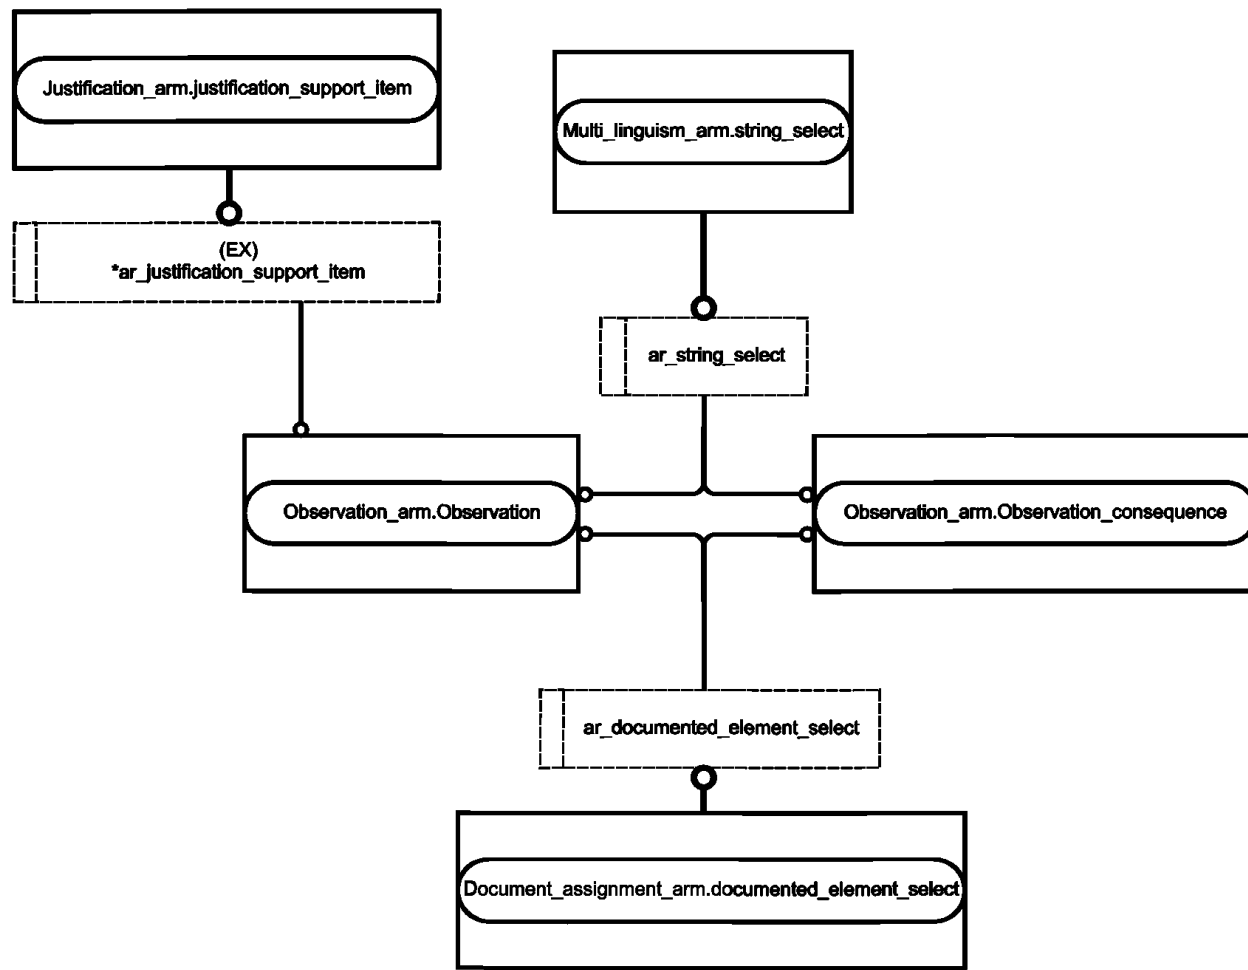 Justification_arm.justification_support_item
Multi_linguism_arm.string_select
(EX)
*ar_justification_support_item
ar_string_select
Observation_arm.Observation
Observation_arm.Observation_consequence
ar_documented_element_select
Document_assignment_arm.documented_element_select